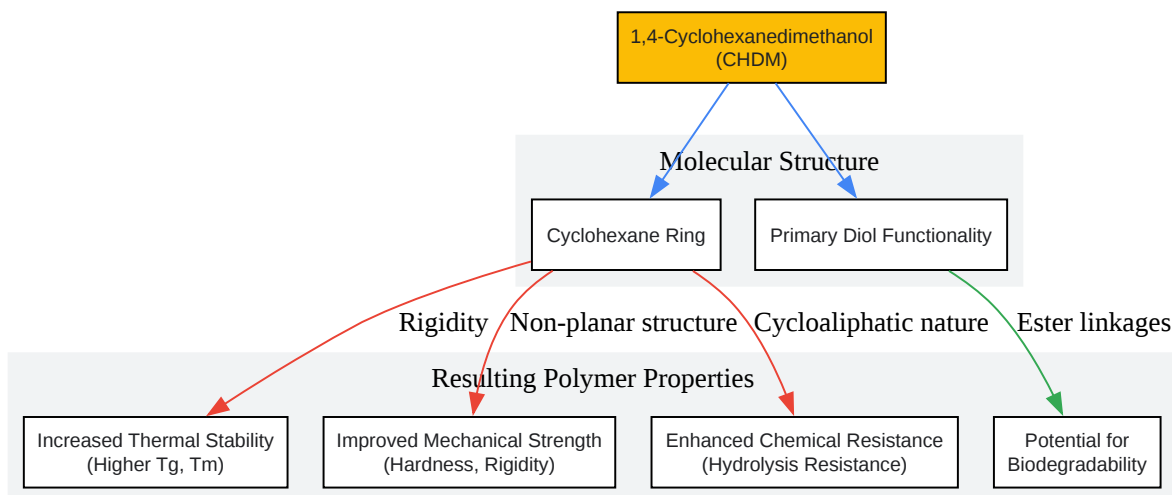 1,4-Cyclohexanedimethanol
(CHDM)
Molecular Structure
Cyclohexane Ring
Primary Diol Functionality
Rigidity
Non-planar structure
Cycloaliphatic nature
Ester linkages
Resulting Polymer Properties
Increased Thermal Stability
(Higher Tg, Tm)
Improved Mechanical Strength
(Hardness, Rigidity)
Enhanced Chemical Resistance
(Hydrolysis Resistance)
Potential for
Biodegradability